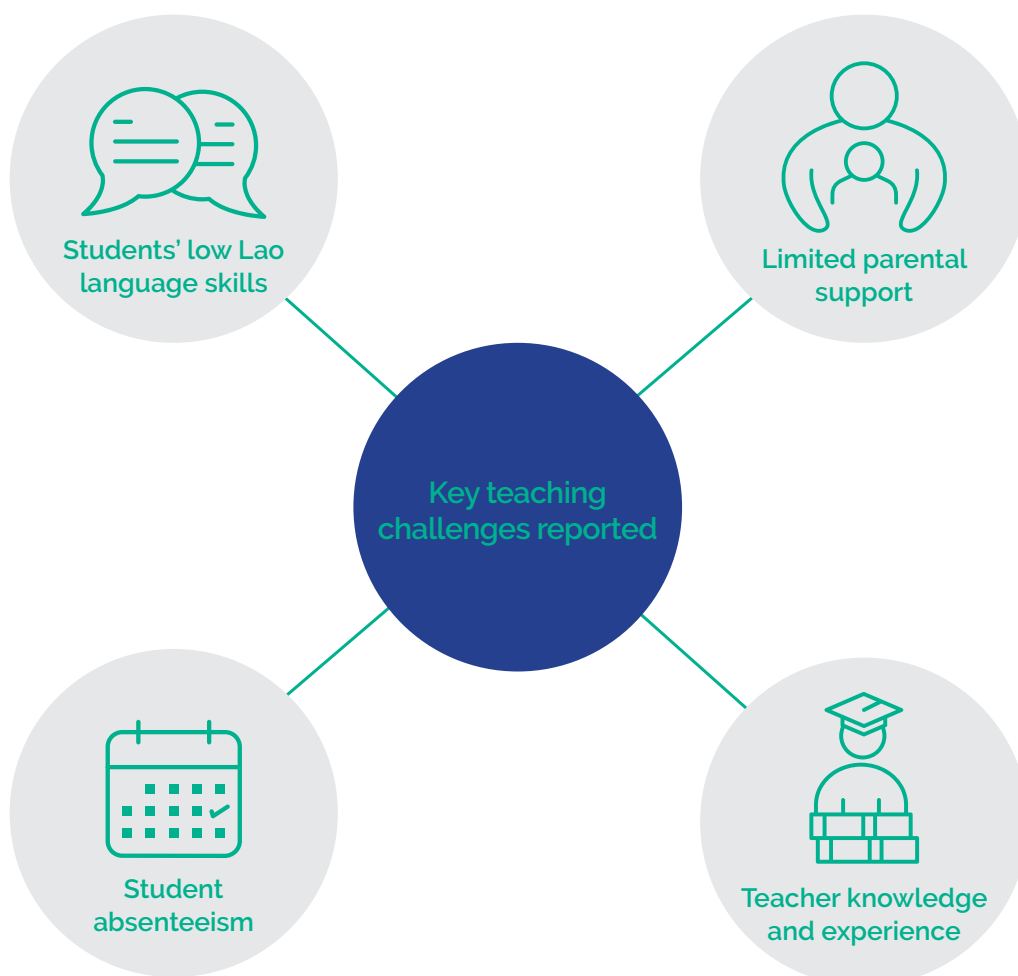 Students’ low Lao
language skills
Limited parental
support
Key teaching
challenges reported
Student
absenteeism
Teacher knowledge
and experience